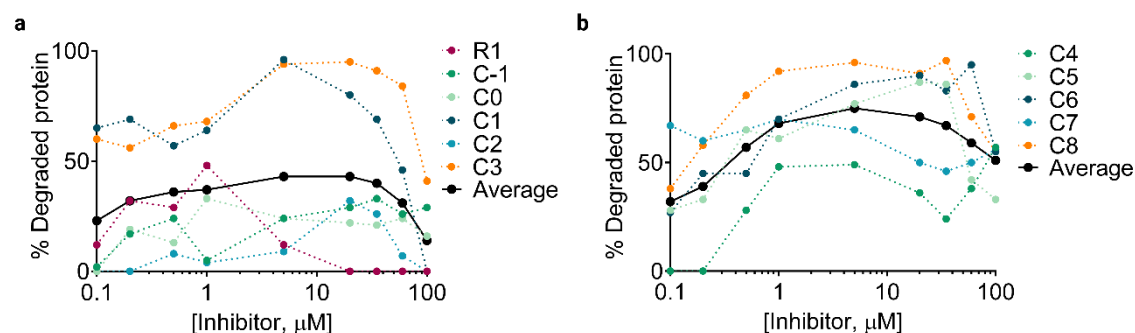 a
% Degraded protein
100
50
0
0.1
1
10
100
[Inhibitor, μM]
R1
C-1
C0
C1
C2
C3
Average
b
% Degraded protein
100
50
0
0.1
1
10
100
[Inhibitor, μM]
C4
C5
C6
C7
C8
Average